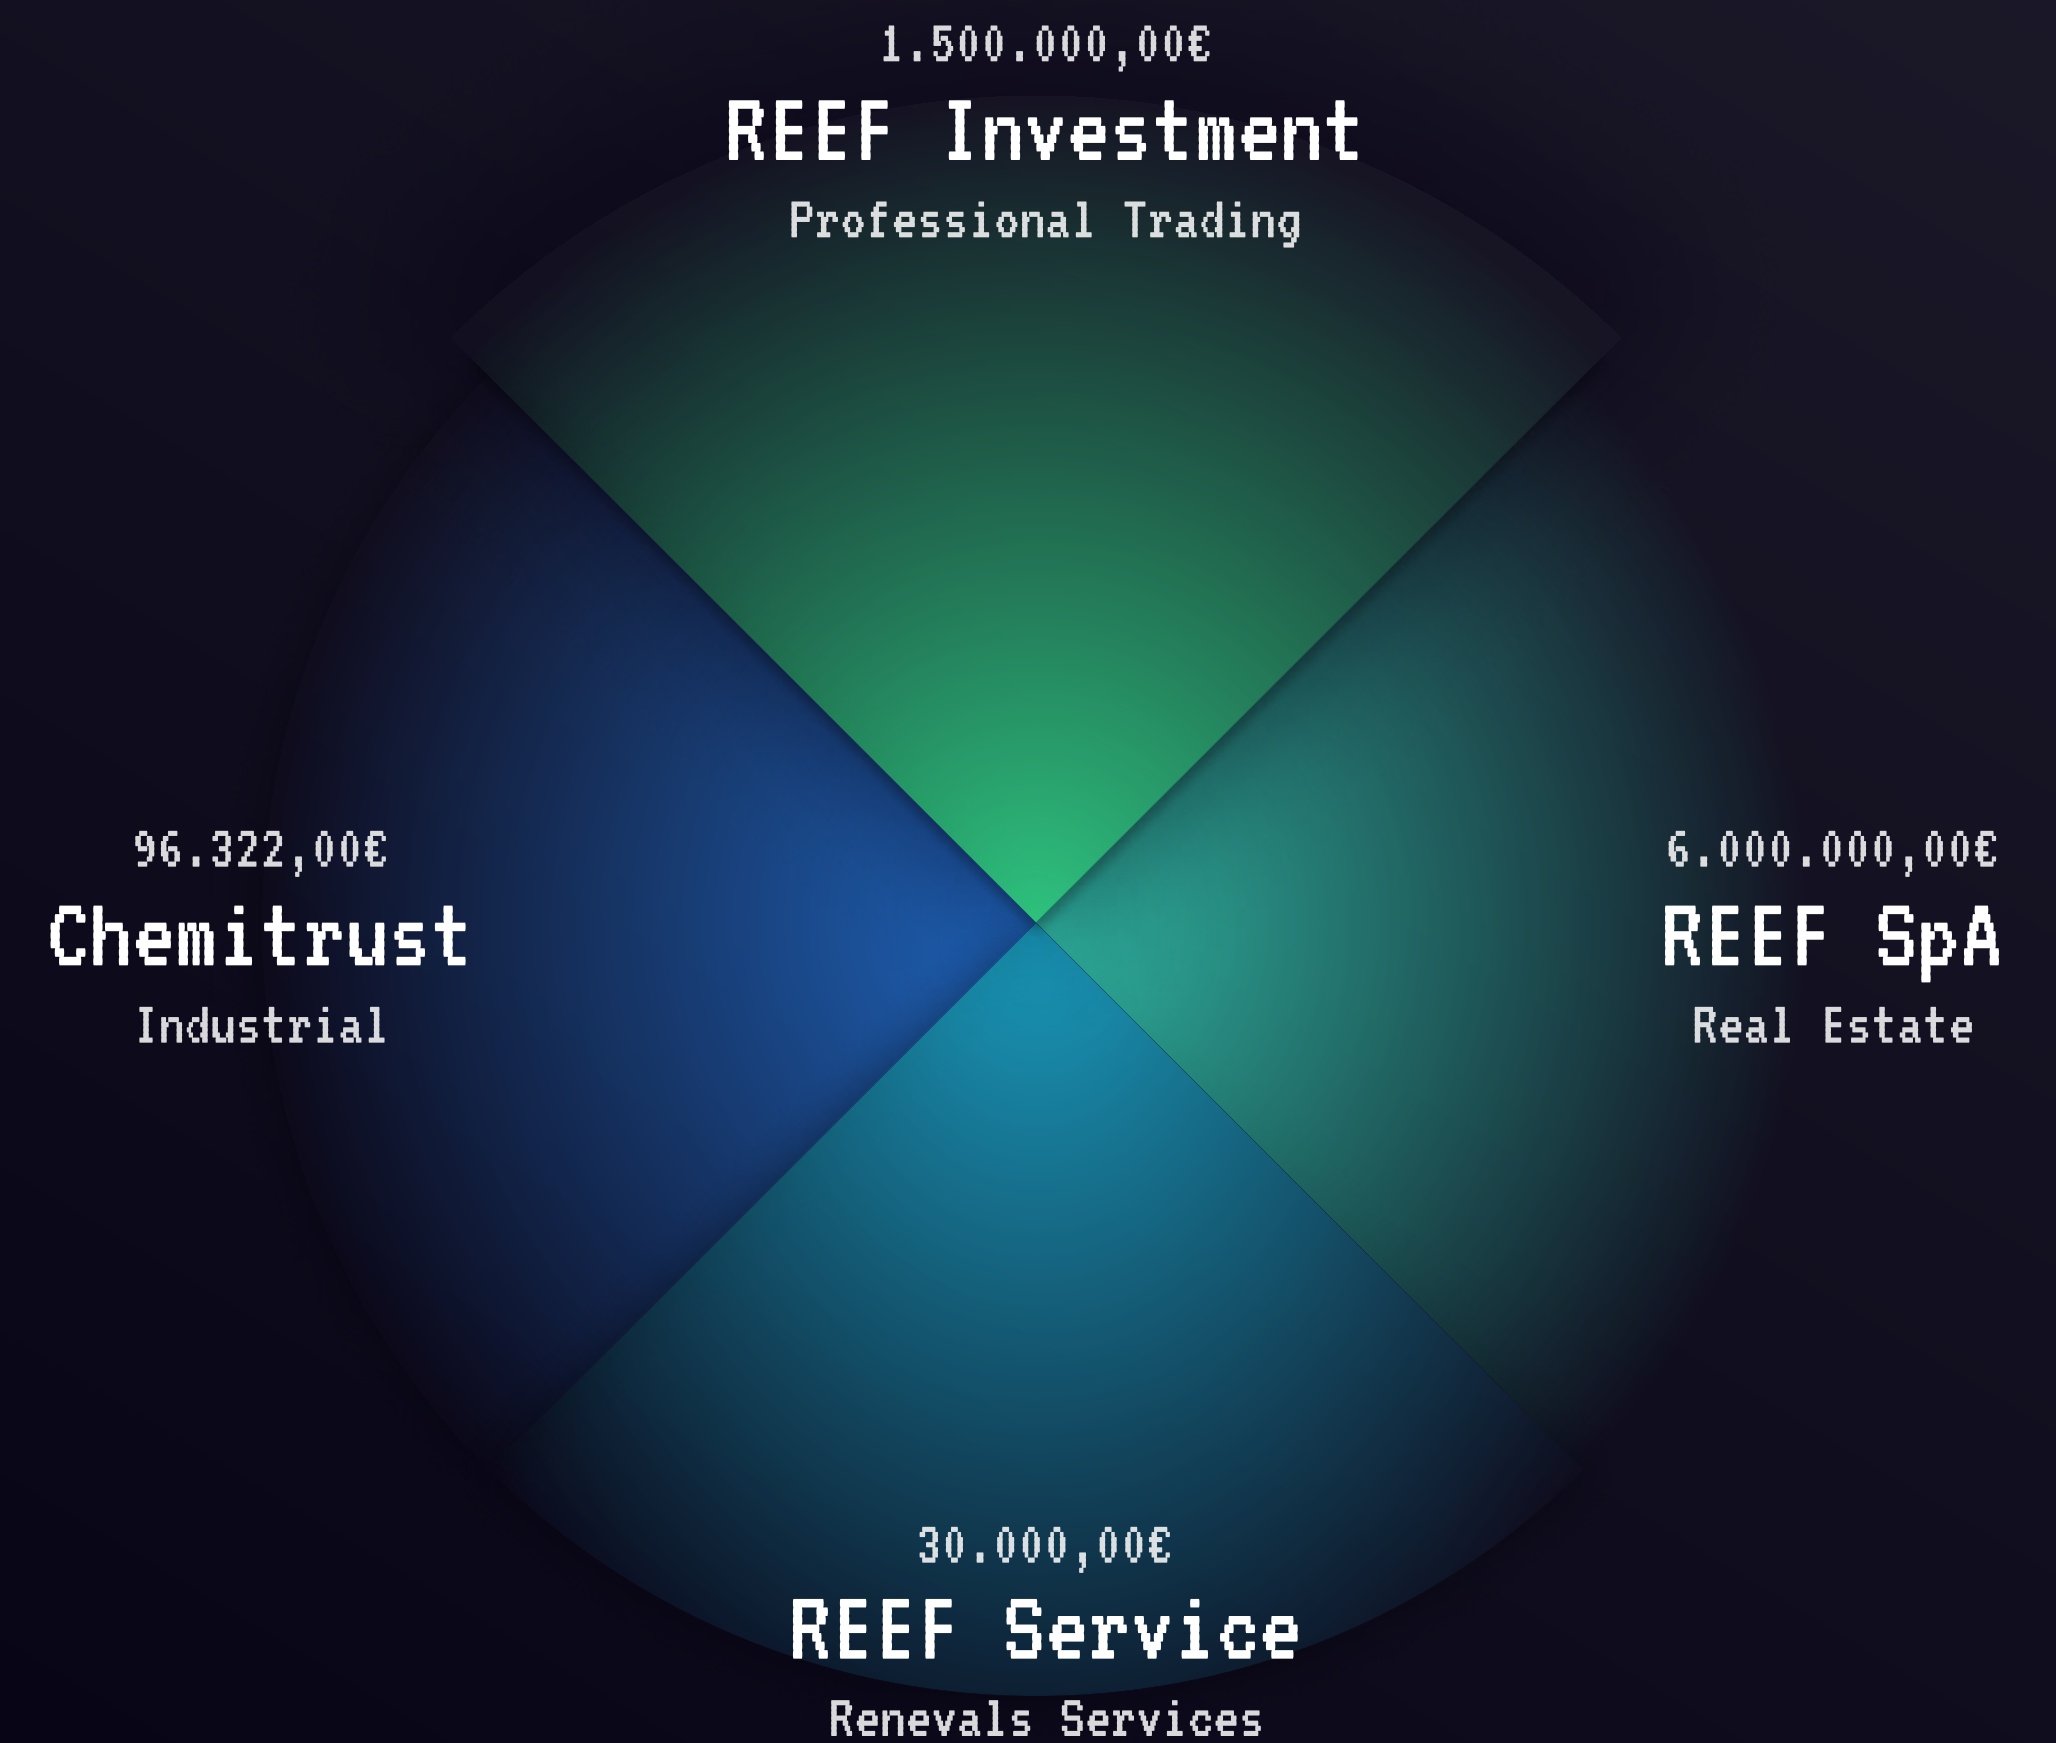 1.500.000,00€
REEF Investment
Professional Trading
96.322,00€
Chemitrust
Industrial
6.000.000,00€
REEF SpA
Real Estate
30.000,00€
REEF Service
Renevals Services